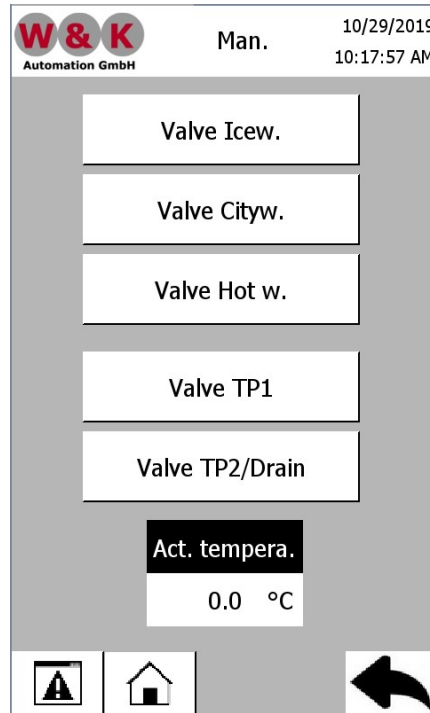 W & K
Automation GmbH
Man.
10/29/2019
10:17:57 AM
Valve Icew.
Valve Cityw.
Valve Hot w.
Valve TP1
Valve TP2/Drain
Act. tempera.
0.0 °C